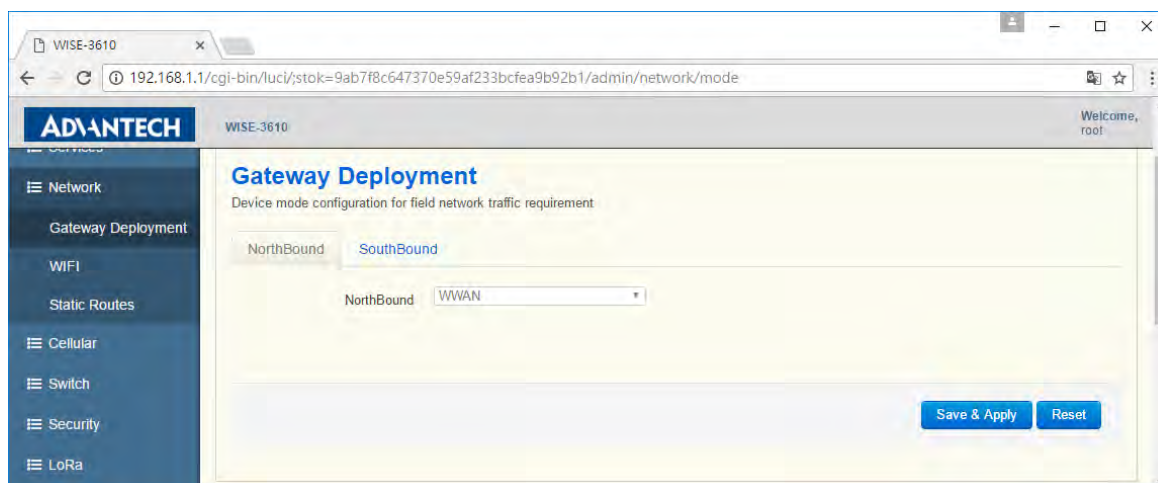 WISE-3610
192.168.1.1/cgi-bin/luci/;stok=9ab7f8c647370e59af233bcfea9b92b1/admin/network/mode
ADVANTECH
WISE-3610
Welcome,
root
Services
Network
Gateway Deployment
WIFI
Static Routes
Cellular
Switch
Security
LoRa
Gateway Deployment
Device mode configuration for field network traffic requirement
NorthBound SouthBound
NorthBound WWAN
Save & Apply Reset